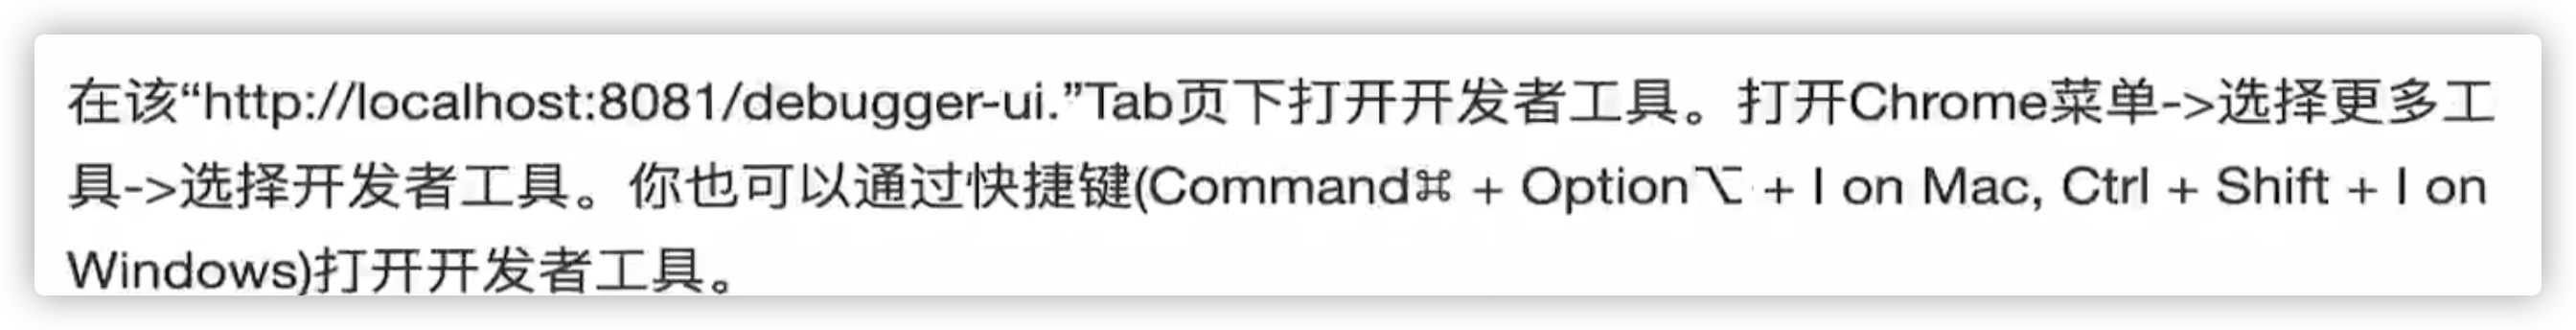 在该“http://localhost:8081/debugger-ui.”Tab页下打开开发者工具。打开Chrome菜单->选择更多工
具->选择开发者工具。你也可以通过快捷键(Command⌘ + Option⌥ + I on Mac, Ctrl + Shift + I on
Windows)打开开发者工具。